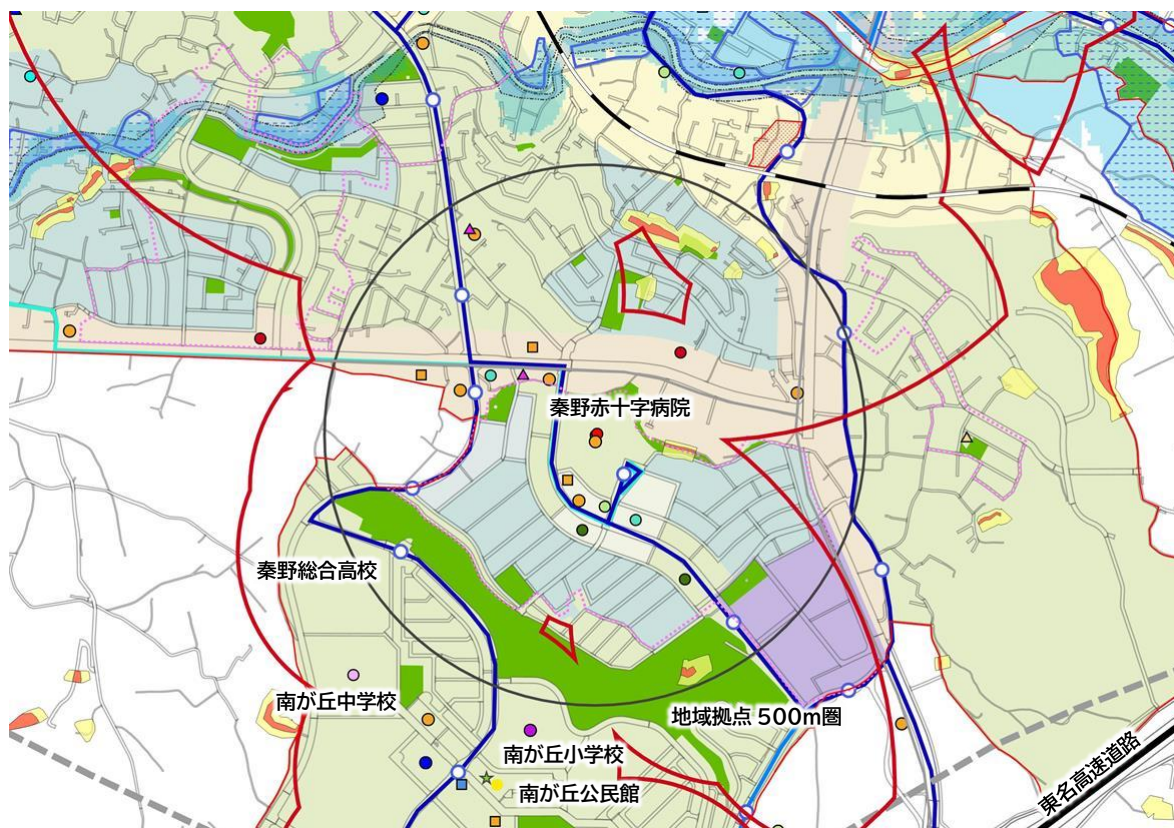 秦野赤十字病院
秦野総合高校
南が丘中学校
地域拠点 500m圏
南が丘小学校
南が丘公民館
東名高速道路